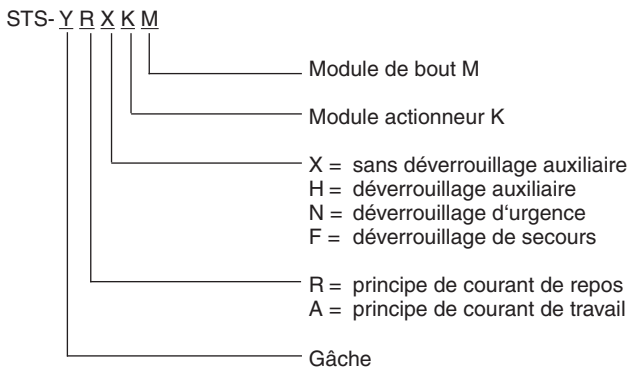 STS- Y R X K M
Module de bout M
Module actionneur K
X = sans déverrouillage auxiliaire
H = déverrouillage auxiliaire
N = déverrouillage d‘urgence
F = déverrouillage de secours
R = principe de courant de repos
A = principe de courant de travail
Gâche